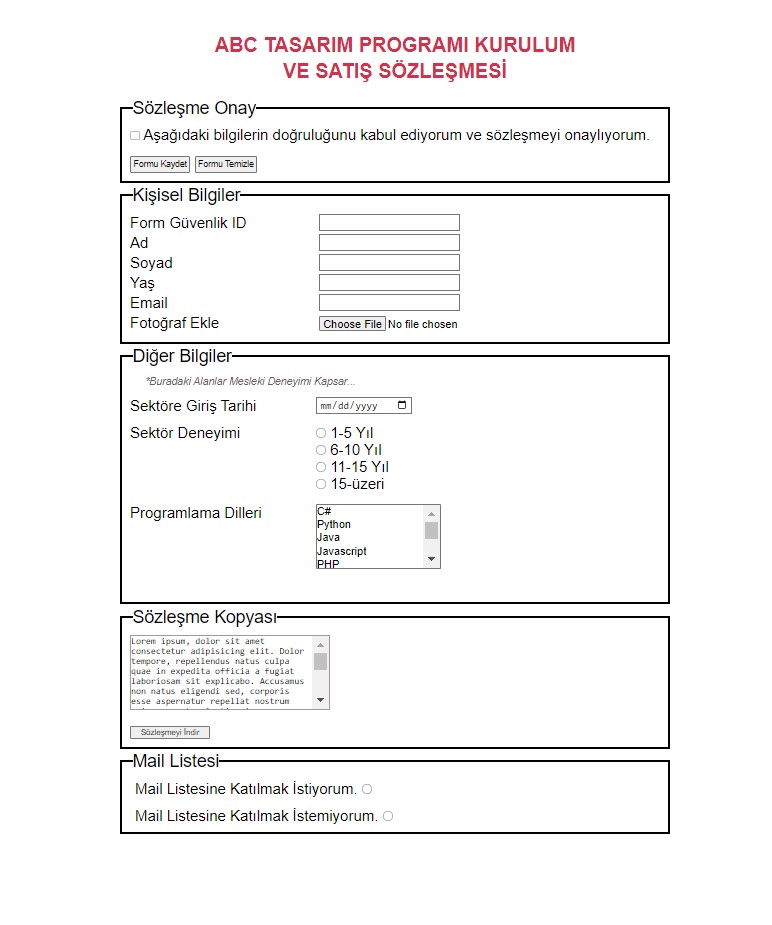 ABC TASARIM PROGRAMI KURULUM
VE SATIŞ SÖZLEŞMESİ
Sözleşme Onay
Aşağıdaki bilgilerin doğruluğunu kabul ediyorum ve sözleşmeyi onaylıyorum.
Formu Kaydet Formu Temizle
Kişisel Bilgiler
Form Güvenlik ID
Ad
Soyad
Yaş
Email
Fotoğraf Ekle Choose File No file chosen
Diğer Bilgiler
*Buradaki Alanlar Mesleki Deneyimi Kapsar...
Sektöre Giriş Tarihi mm/dd/yyyy
Sektör Deneyimi 1-5 Yıl
6-10 Yıl
11-15 Yıl
15-üzeri
Programlama Dilleri C#
Python
Java
Javascript
PHP
Sözleşme Kopyası
Lorem ipsum, dolor sit amet
consectetur adipisicing elit. Dolor
tempore, repellendus natus culpa
quae in expedita officia a fugiat
laboriosam sit explicabo. Accusamus
non natus eligendi sed, corporis
esse aspernatur repellat nostrum
Sözleşmeyi İndir
Mail Listesi
Mail Listesine Katılmak İstiyorum.
Mail Listesine Katılmak İstemiyorum.